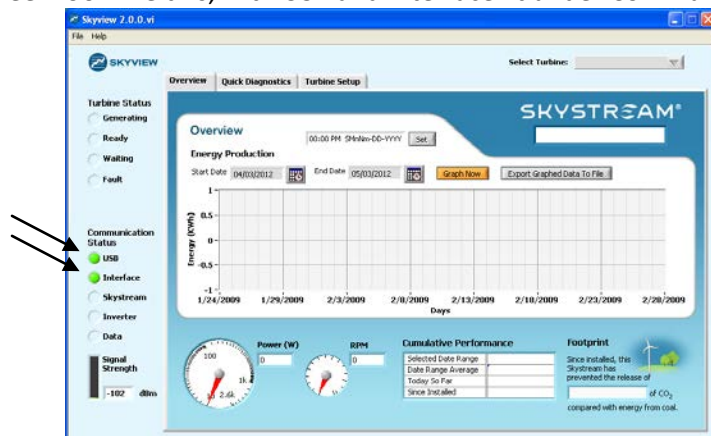 Skyview 2.0.0.vi
File Help
SKYVIEW
Select Turbine:
Overview Quick Diagnostics Turbine Setup
Turbine Status
Generating
Ready
Waiting
Fault
Communication
Status
USB
Interface
Skystream
Inverter
Data
Signal
Strength
-102 dBm
SKYSTREAM®
Overview
00:00 PM SMnNm-DD-YYYY Set
Energy Production
Start Date 04/03/2012 End Date 05/03/2012 Graph Now Export Graphed Data To File
Energy (KWh)
1
0.5
0
-0.5
-1
1/24/2009 1/29/2009 2/3/2009 2/8/2009 2/13/2009 2/18/2009 2/23/2009 2/28/2009
Days
Power (W)
0
100
1k
2.6k
RPM
0
Cumulative Performance
Selected Date Range
Date Range Average
Today So Far
Since Installed
Footprint
Since installed, this
Skystream has
prevented the release of
of CO₂
compared with energy from coal.